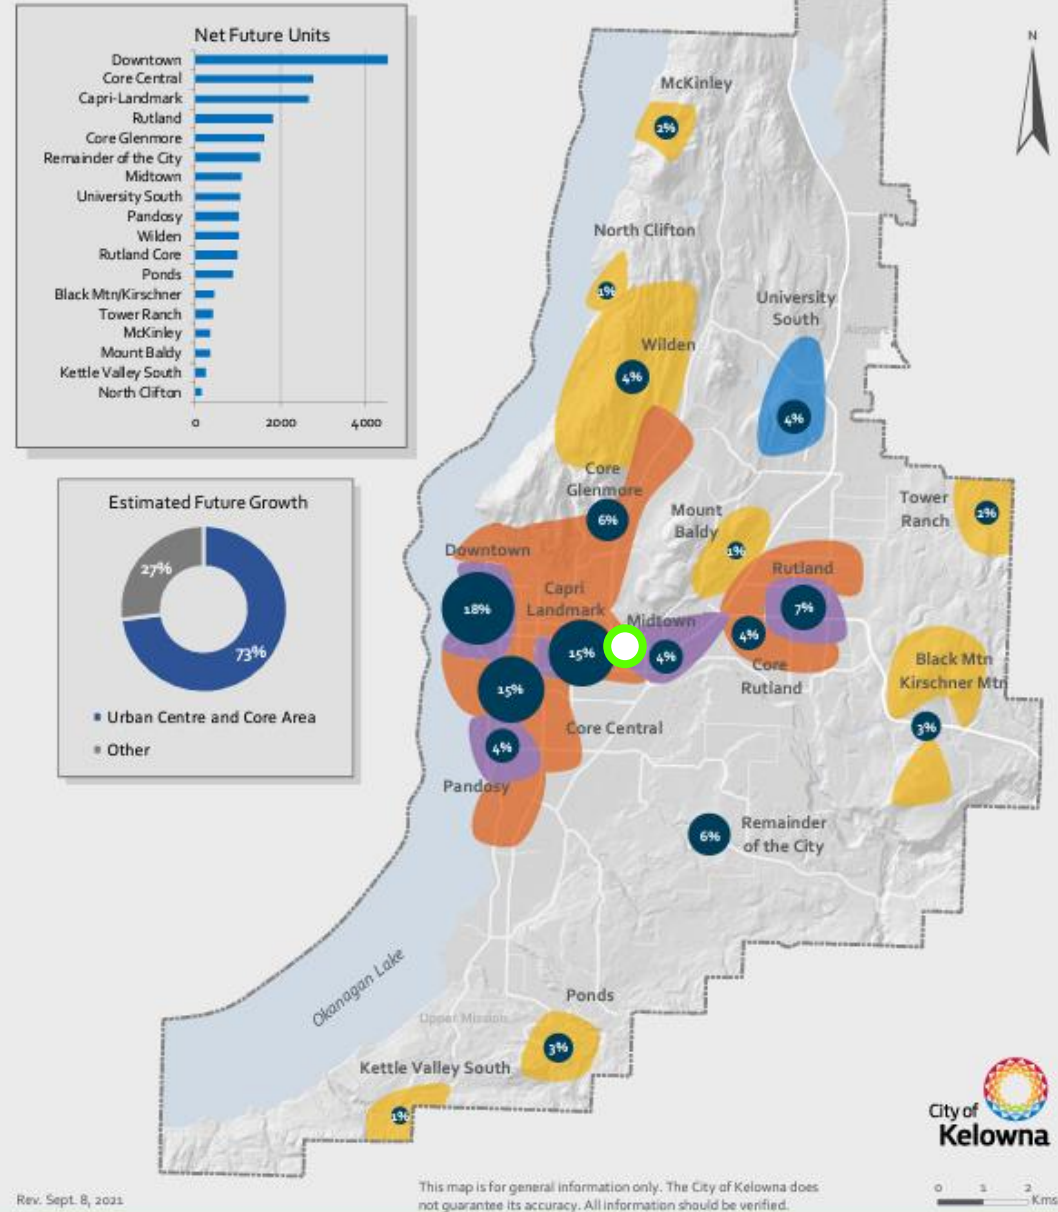 Net Future Units
Downtown
Core Central
Capri-Landmark
Rutland
Core Glenmore
Remainder of the City
Midtown
University South
Pandosy
Wilden
Rutland Core
Ponds
Black Mtn/Kirschner
Tower Ranch
McKinley
Mount Baldy
Kettle Valley South
North Clifton
0 2000 4000
Estimated Future Growth
27%
73%
Urban Centre and Core Area
Other
N
McKinley
2%
North Clifton
1%
University
South
Airport
Wilden
4%
4%
Core
Glenmore
6%
Mount
Baldy
1%
Tower
Ranch
2%
Downtown
18%
Capri
Landmark
15%
Midtown
4%
Rutland
7%
4%
Core
Rutland
Black Mtn
Kirschner Mtn
3%
15%
Core Central
4%
Pandosy
6%
Remainder
of the City
Okanagan Lake
Upper Mission
Ponds
3%
Kettle Valley South
1%
City of
Kelowna
0 1 2
Kms
Rev. Sept. 8, 2021
This map is for general information only. The City of Kelowna does
not guarantee its accuracy. All information should be verified.